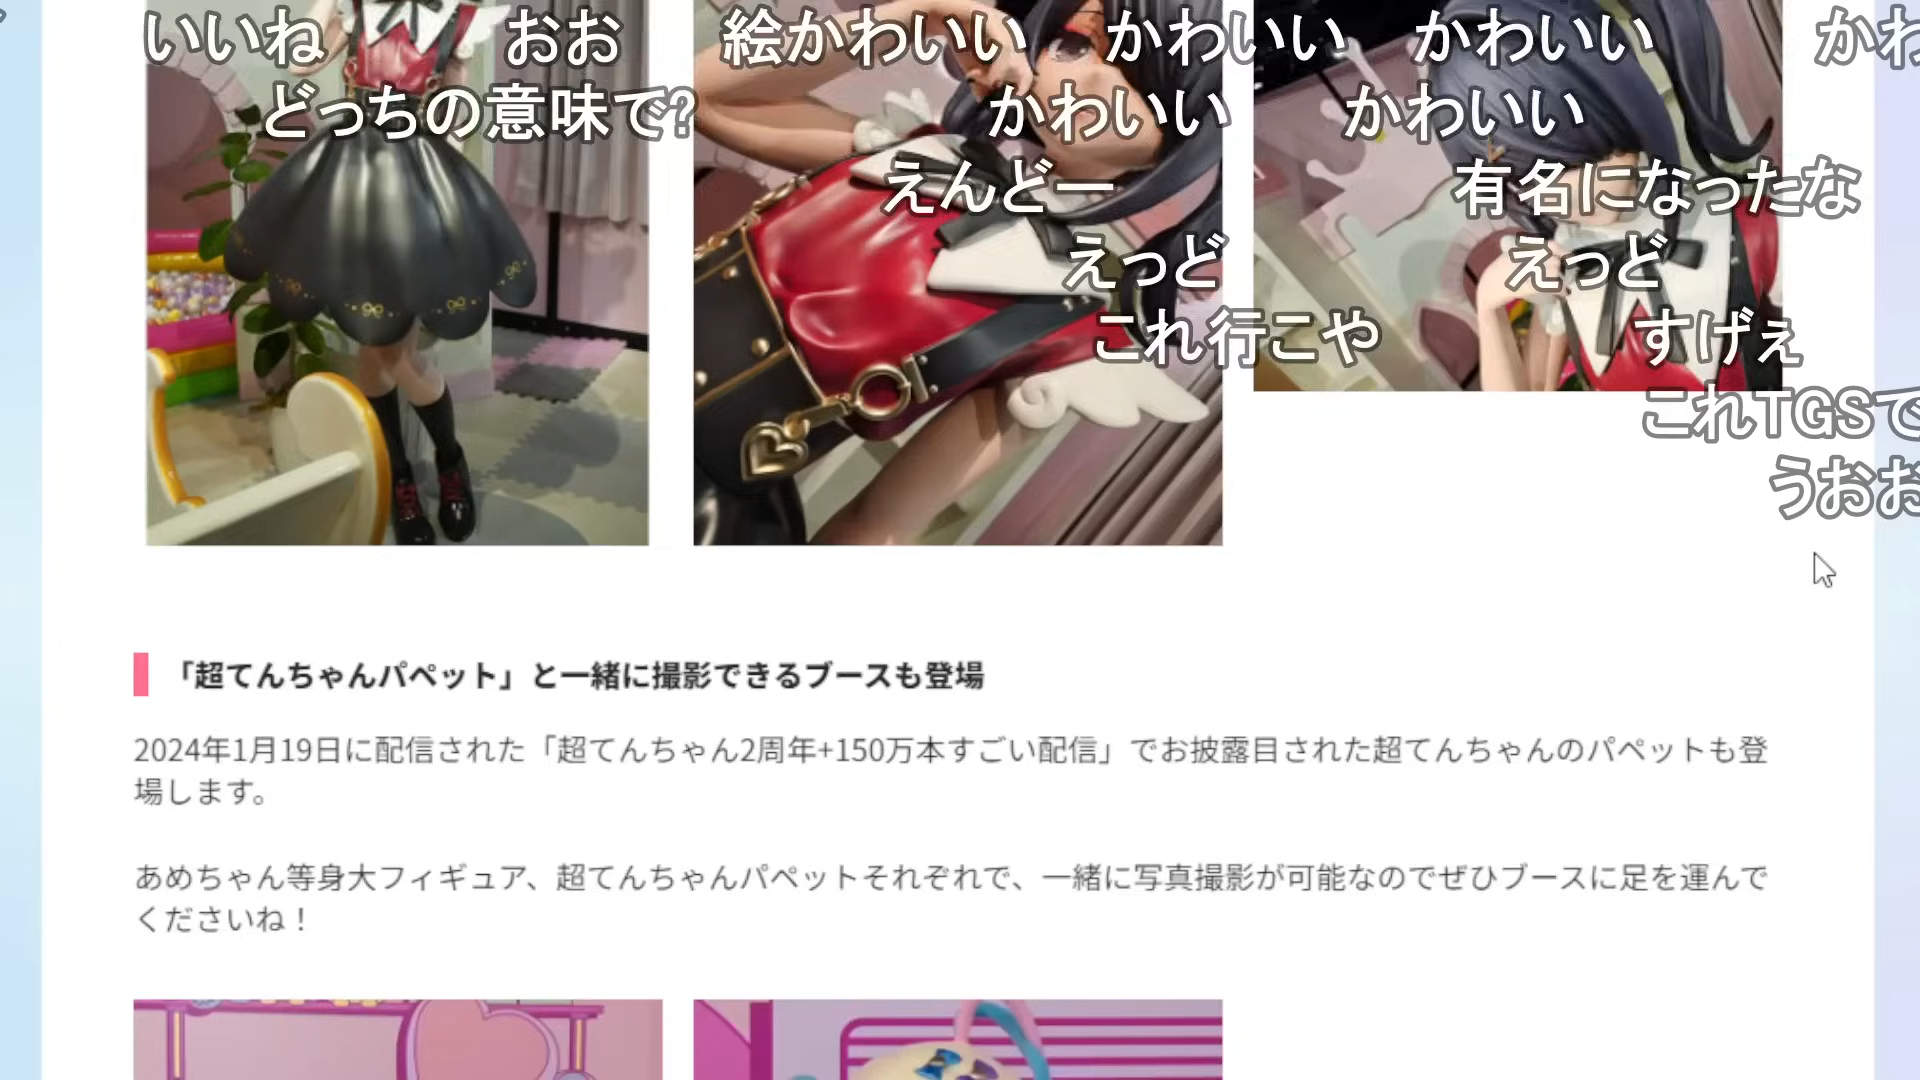 いいね
おお
絵かわいい
かわいい
かわいい
どっちの意味で?
かわいい
かわいい
えんどー
有名になったな
えっど
えっど
これ行こや
すげぇ
これTGSで
うおお
「超てんちゃんパペット」と一緒に撮影できるブースも登場
2024年1月19日に配信された「超てんちゃん2周年+150万本すごい配信」でお披露目された超てんちゃんのパペットも登
場します。
あめちゃん等身大フィギュア、超てんちゃんパペットそれぞれで、一緒に写真撮影が可能なのでぜひブースに足を運んで
くださいね！